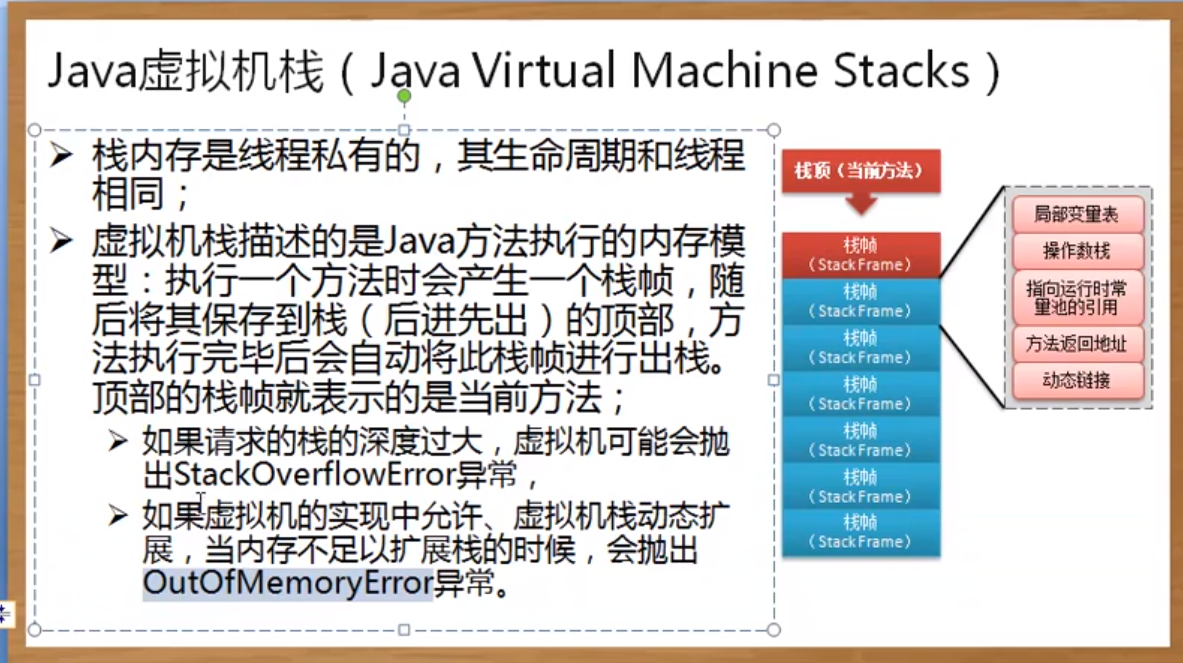 Java虚拟机栈（Java Virtual Machine Stacks）
栈内存是线程私有的，其生命周期和线程
相同；
虚拟机栈描述的是Java方法执行的内存模
型：执行一个方法时会产生一个栈帧，随
后将其保存到栈（后进先出）的顶部，方
法执行完毕后会自动将此栈帧进行出栈。
顶部的栈帧就表示的是当前方法；
如果请求的栈的深度过大，虚拟机可能会抛
出StackOverflowError异常，
如果虚拟机的实现中允许、虚拟机栈动态扩
展，当内存不足以扩展栈的时候，会抛出
OutOfMemoryError异常。
栈顶（当前方法）
栈帧
（StackFrame）
栈帧
（StackFrame）
栈帧
（StackFrame）
栈帧
（StackFrame）
栈帧
（StackFrame）
栈帧
（StackFrame）
栈帧
（StackFrame）
局部变量表
操作数栈
指向运行时常
量池的引用
方法返回地址
动态链接